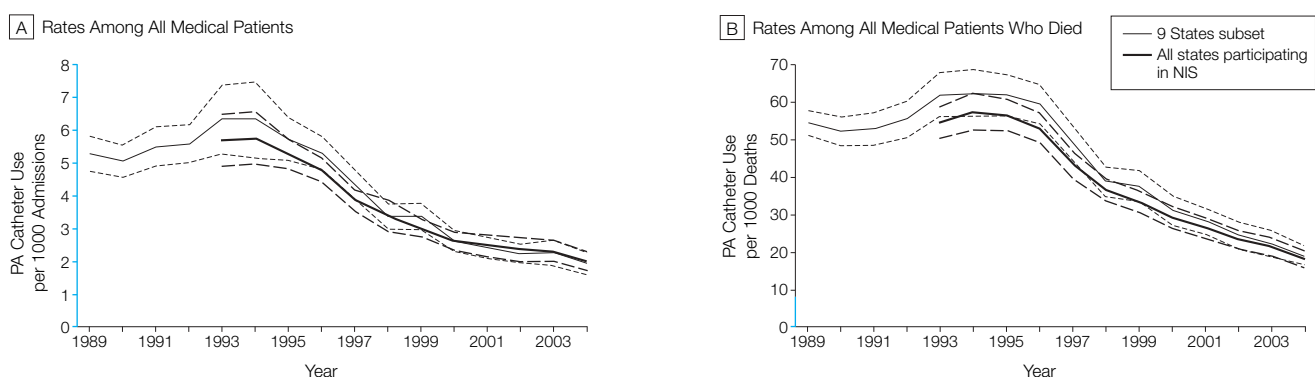 A Rates Among All Medical Patients
PA Catheter Use
per 1000 Admissions
8
7
6
5
4
3
2
1
0
1989 1991 1993 1995 1997 1999 2001 2003
Year
B Rates Among All Medical Patients Who Died
9 States subset
All states participating
in NIS
PA Catheter Use
per 1000 Deaths
70
60
50
40
30
20
10
0
1989 1991 1993 1995 1997 1999 2001 2003
Year